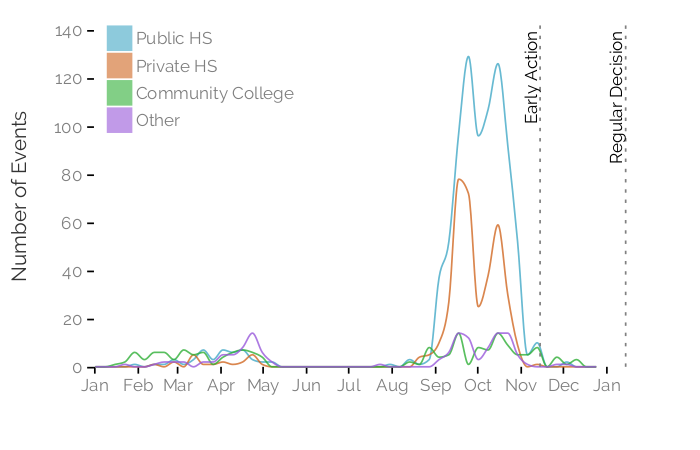 140
120
100
80
60
40
20
0
Number of Events
Public HS
Private HS
Community College
Other
Early Action
Regular Decision
Jan Feb Mar Apr May Jun Jul Aug Sep Oct Nov Dec Jan